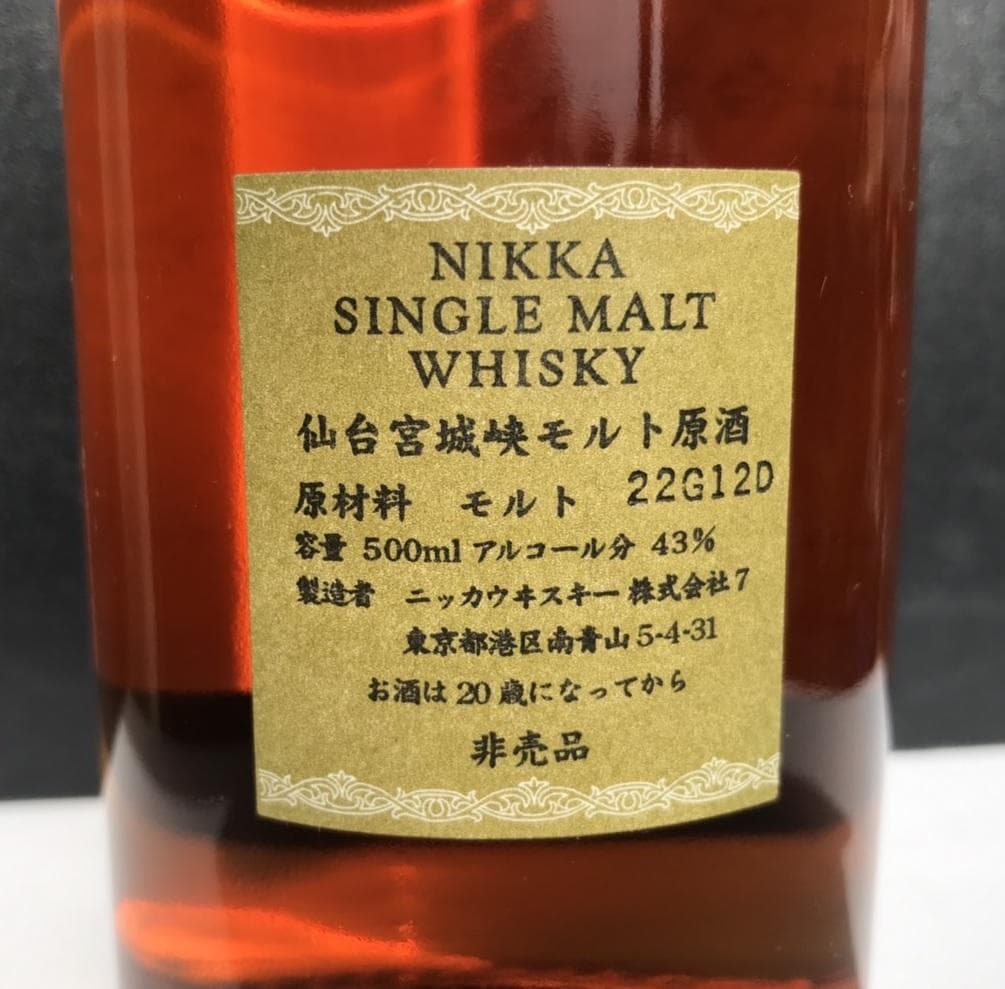 NIKKA
SINGLE MALT
WHISKY
仙台宮城峡モルト原酒
原材料 モルト 22G12D
容量 500ml アルコール分 43%
製造者 ニッカウヰスキー株式会社7
東京都港区南青山5-4-31
お酒は20歳になってから
非売品